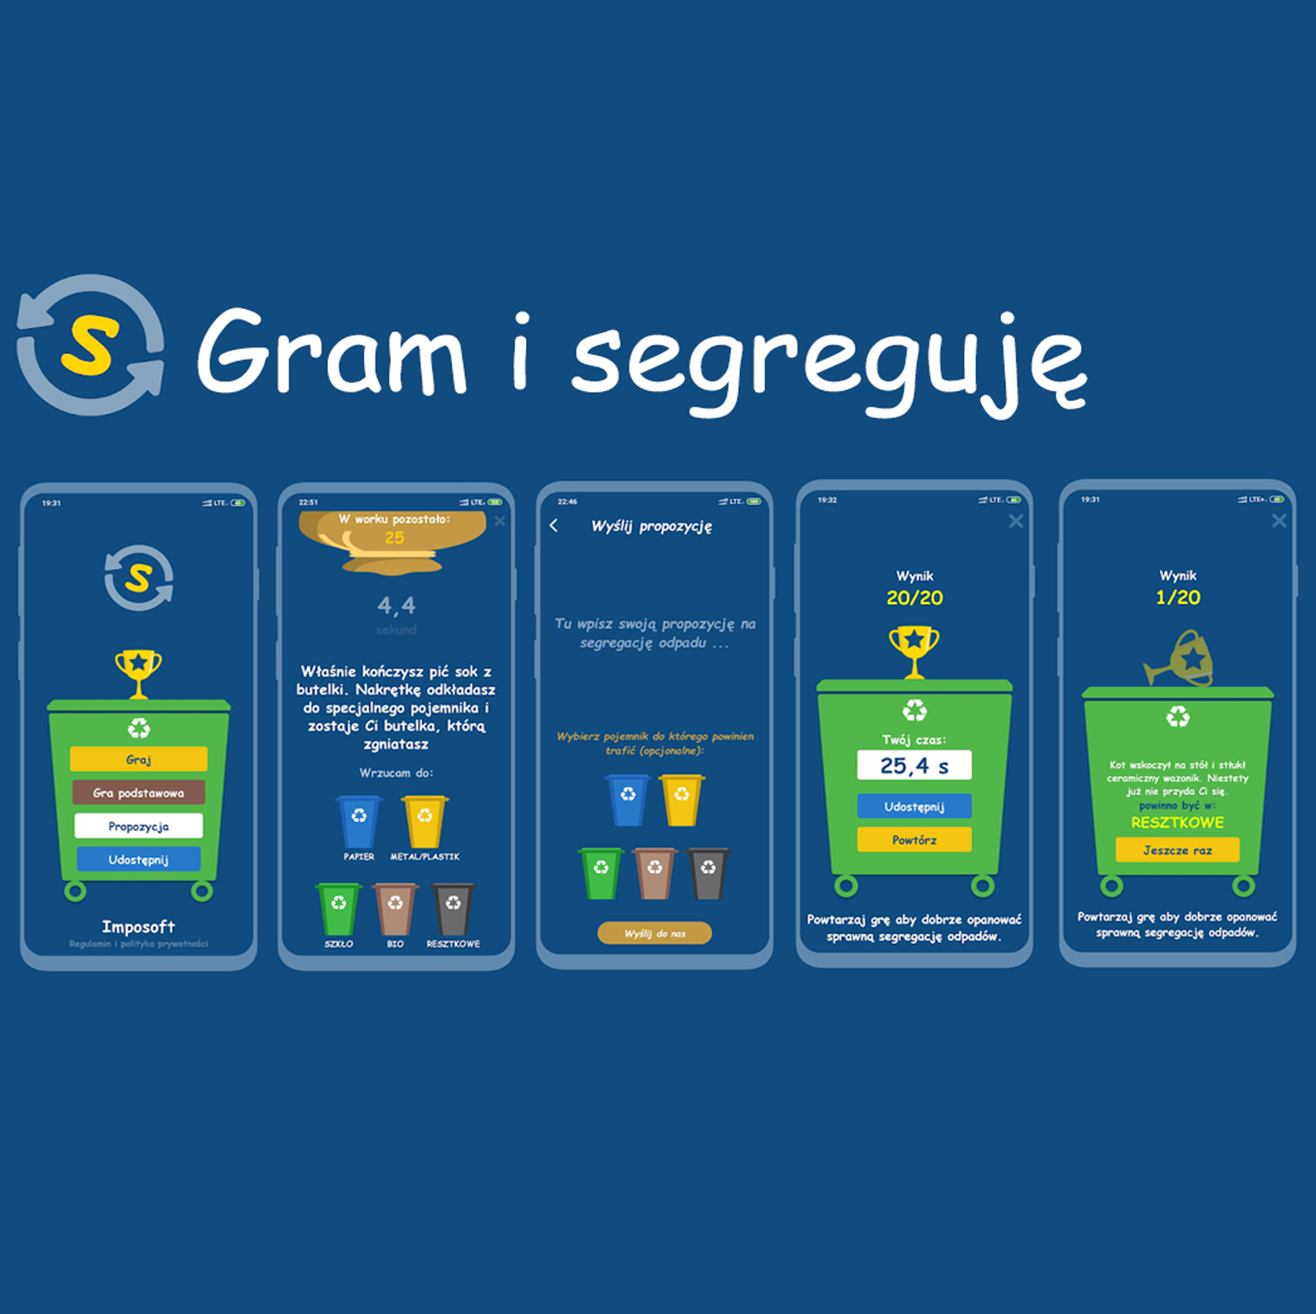 S
Gram i segreguję
19:31
LTE
S
Graj
Gra podstawowa
Propozycja
Udostępnij
Imposoft
Regulamin i polityka prywatności
22:51
LTE+
W worku pozostało:
25
4,4
sekund
Właśnie kończysz pić sok z
butelki. Nakrętkę odkładasz
do specjalnego pojemnika i
zostaje Ci butelka, którą
zgniatasz
Wrzucam do:
PAPIER
METAL/PLASTIK
SZKŁO
BIO
RESZTKOWE
22:46
LTE
Wyślij propozycję
Tu wpisz swoją propozycję na
segregację odpadu ...
Wybierz pojemnik do którego powinien
trafić (opcjonalne):
Wyślij do nas
19:32
LTE
Wynik
20/20
Twój czas:
25,4 s
Udostępnij
Powtórz
Powtarzaj grę aby dobrze opanować
sprawną segregację odpadów.
19:31
LTE+
Wynik
1/20
Kot wskoczył na stół i stłukł
ceramiczny wazonik. Niestety
już nie przyda Ci się.
powinno być w:
RESZTKOWE
Jeszcze raz
Powtarzaj grę aby dobrze opanować
sprawną segregację odpadów.